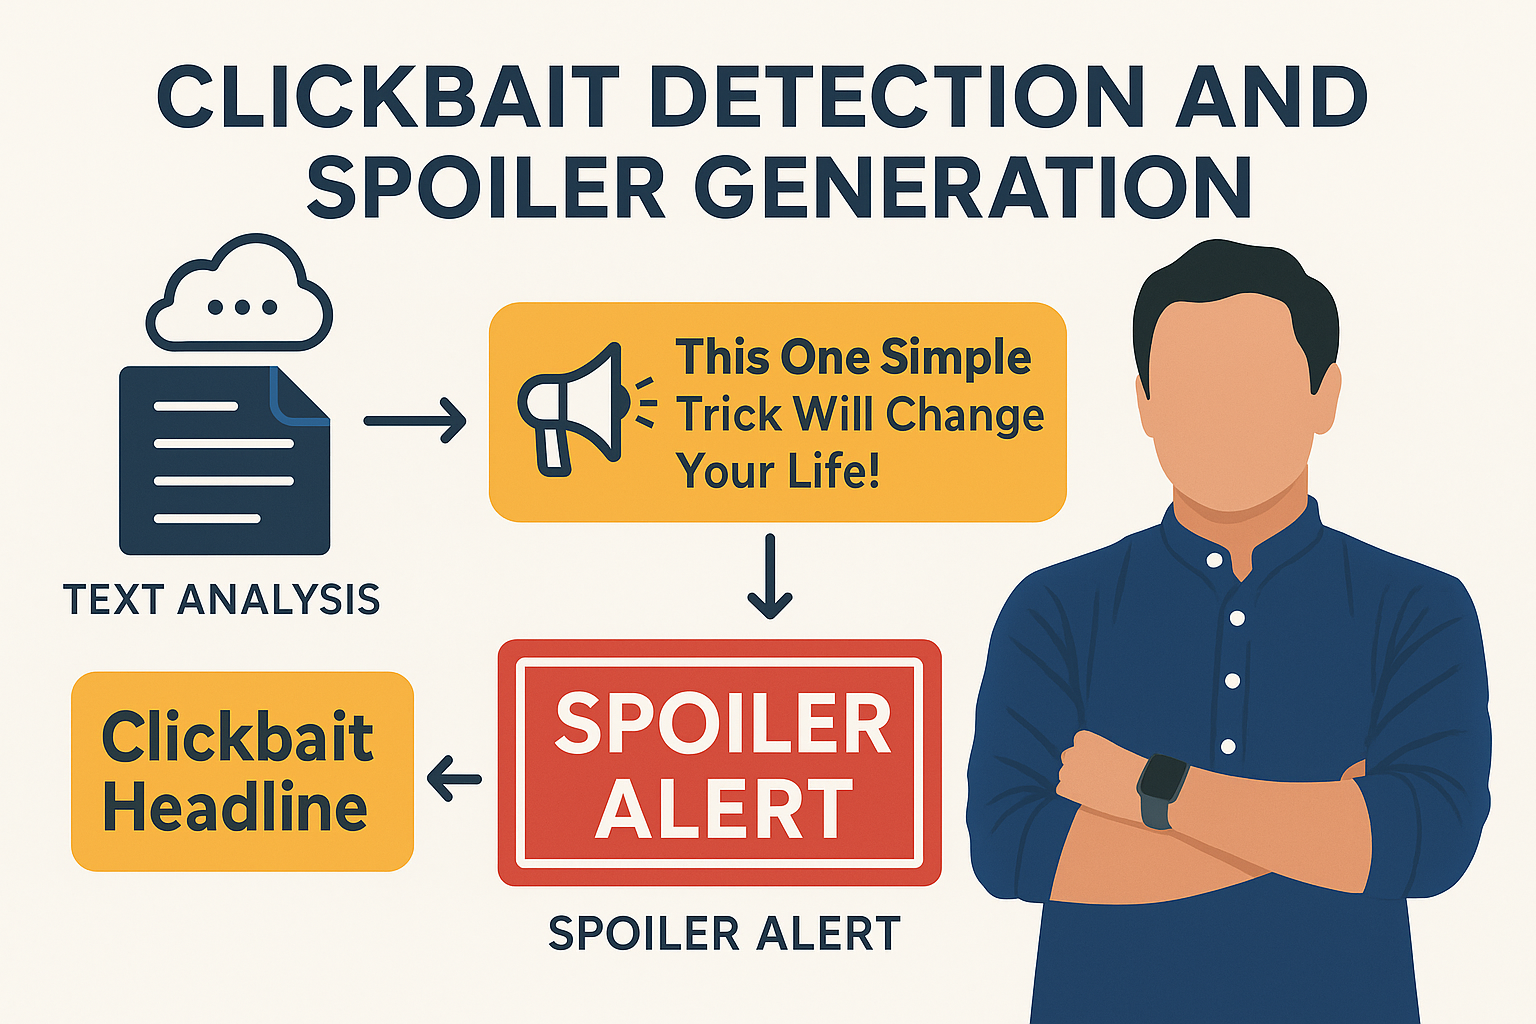 CLICKBAIT DETECTION AND
SPOILER GENERATION
This One Simple
Trick Will Change
Your Life!
TEXT ANALYSIS
SPOILER
ALERT
Clickbait
Headline
SPOILER ALERT